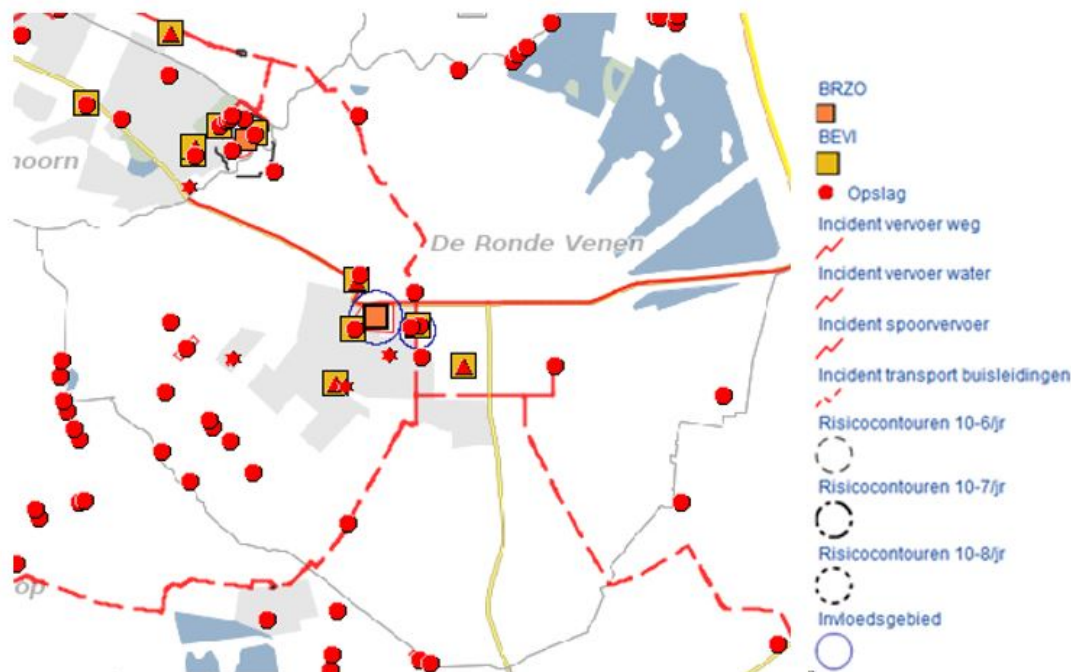 noorn
De Ronde Venen
op
BRZO
BEVI
Opslag
Incident vervoer weg
Incident vervoer water
Incident spoorvervoer
Incident transport buisleidingen
Risicocontouren 10-6/jr
Risicocontouren 10-7/jr
Risicocontouren 10-8/jr
Invloedsgebied